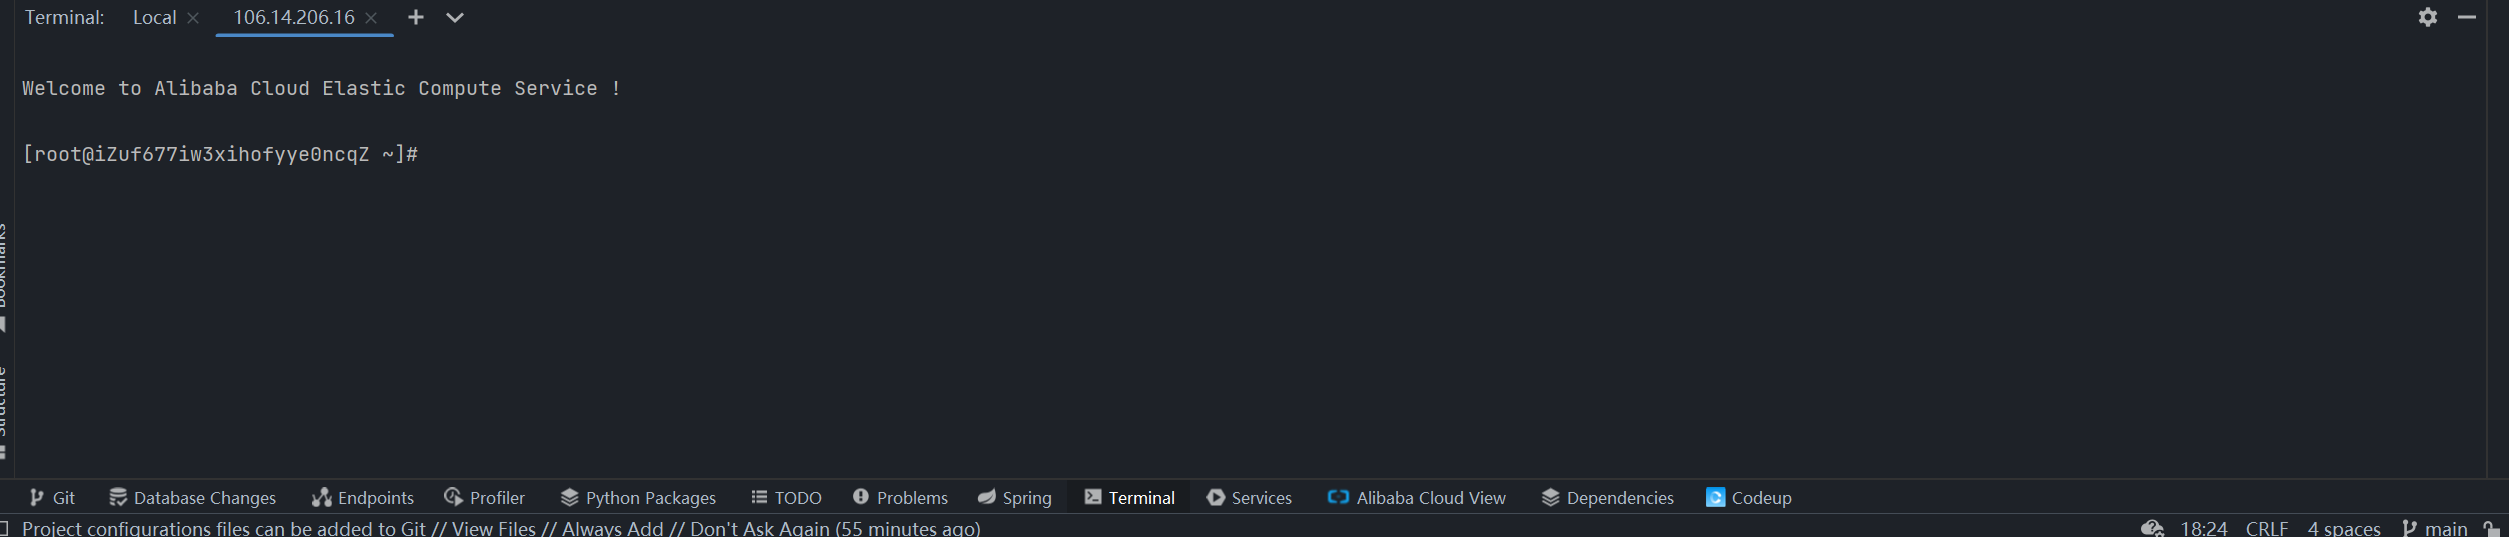 Terminal: Local 106.14.206.16
Welcome to Alibaba Cloud Elastic Compute Service !
[root@iZuf677iw3xihofyye0ncqZ ~]#
Bookmarks
Structure
Git Database Changes Endpoints Profiler Python Packages TODO Problems Spring Terminal Services Alibaba Cloud View Dependencies Codeup
Project configurations files can be added to Git // View Files // Always Add // Don't Ask Again (55 minutes ago) 18:24 CRLF 4 spaces main